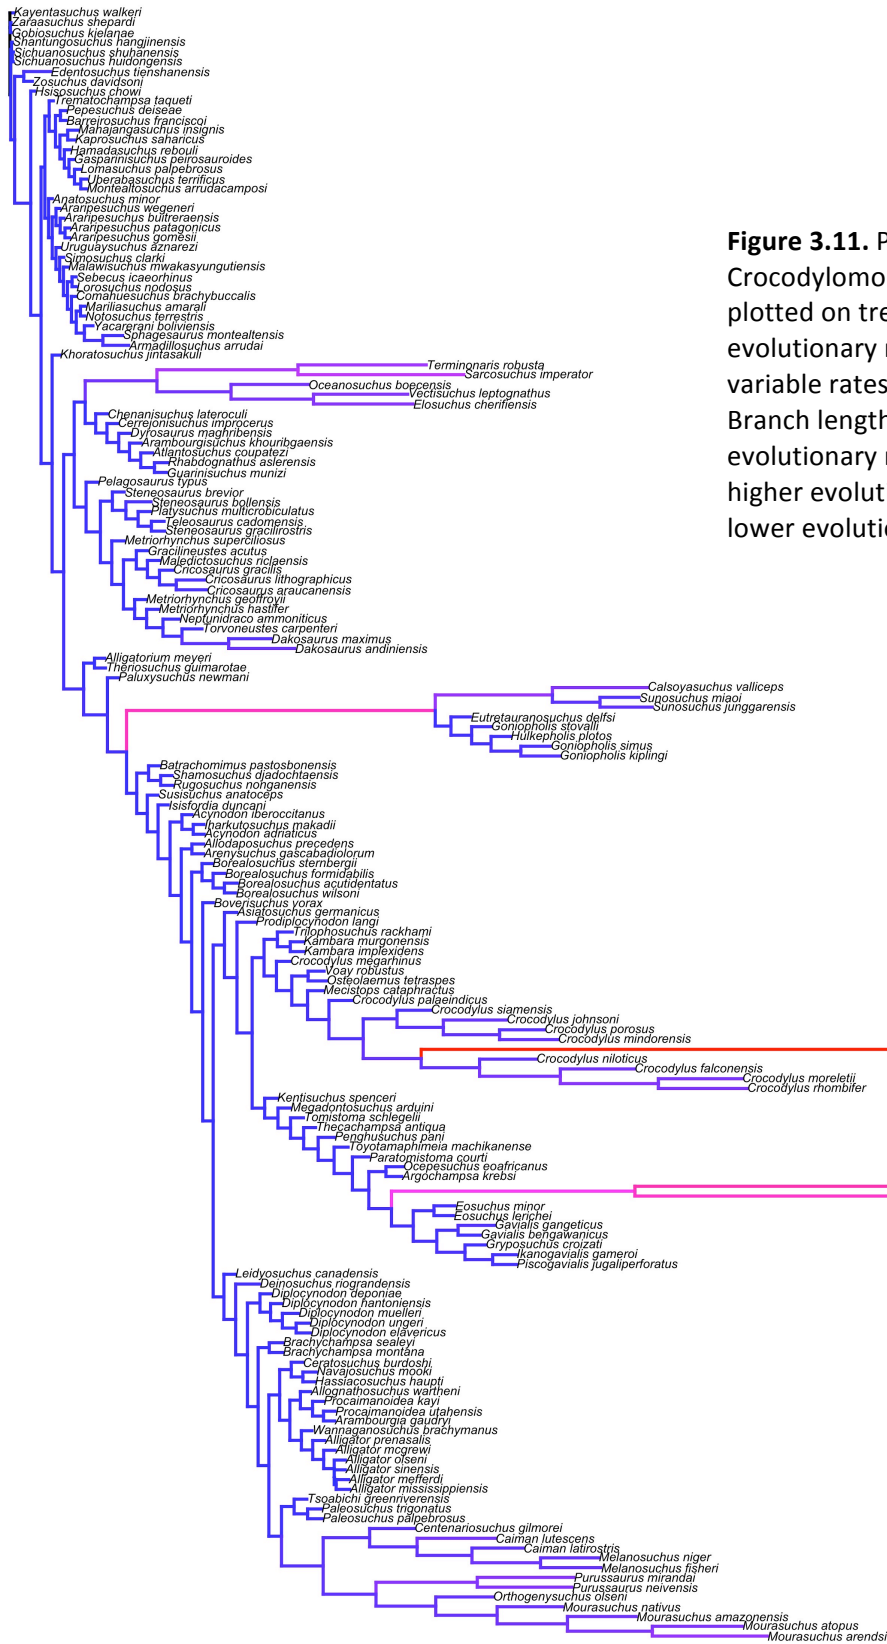 Kayentasuchus walkeri
Zaraasuchus shepardi
Gobiosuchus kielanae
Shantungosuchus hangjinensis
Sichuanosuchus shuhanensis
Sichuanosuchus huidongensis
Edentosuchus tienshanensis
Zosuchus davidsoni
Hsisosuchus chowi
Trematochampsa taqueti
Pepesuchus deiseae
Barreirosuchus franciscoi
Mahajangasuchus insignis
Kaprosuchus saharicus
Hamadasuchus rebouli
Gasparinisuchus peirosauroides
Lomasuchus palpebrosus
Uberabasuchus terrificus
Montealtosuchus arrudacamposi
Anatosuchus minor
Araripesuchus wegeneri
Araripesuchus buitreraensis
Araripesuchus patagonicus
Araripesuchus gomesii
Uruguaysuchus aznarezi
Simosuchus clarki
Malawisuchus mwakasyungutiensis
Sebecus icaeorhinus
Lorosuchus nodosus
Comahuesuchus brachybuccalis
Mariliasuchus amarali
Notosuchus terrestris
Yacarerani boliviensis
Sphagesaurus montealtensis
Armadillosuchus arrudai
Khoratosuchus jintasakuli
Terminonaris robusta
Sarcosuchus imperator
Oceanosuchus boecensis
Vectisuchus leptognathus
Elosuchus cherifiensis
Chenanisuchus lateroculi
Cerrejonisuchus improcerus
Dyrosaurus maghribensis
Arambourgisuchus khouribgaensis
Atlantosuchus coupatezi
Rhabdognathus aslerensis
Guarinisuchus munizi
Pelagosaurus typus
Steneosaurus brevior
Steneosaurus bollensis
Platysuchus multicrobiculatus
Teleosaurus cadomensis
Steneosaurus gracilirostris
Metriorhynchus superciliosus
Gracilineustes acutus
Maledictosuchus riclaensis
Cricosaurus gracilis
Cricosaurus lithographicus
Cricosaurus araucanensis
Metriorhynchus geoffroyii
Metriorhynchus hastifer
Neptunidraco ammoniticus
Torvoneustes carpenteri
Dakosaurus maximus
Dakosaurus andiniensis
Alligatorium meyeri
Theriosuchus guimarotae
Paluxysuchus newmani
Calsoyasuchus valliceps
Sunosuchus miaoi
Sunosuchus junggarensis
Eutretauranosuchus delfsi
Goniopholis stovalli
Hulkepholis plotos
Goniopholis simus
Goniopholis kiplingi
Batrachomimus pastosbonensis
Shamosuchus djadochtaensis
Rugosuchus nonganensis
Susisuchus anatoceps
Isisfordia duncani
Acynodon iberoccitanus
Iharkutosuchus makadii
Acynodon adriaticus
Allodaposuchus precedens
Arenysuchus gascabadiolorum
Borealosuchus sternbergii
Borealosuchus formidabilis
Borealosuchus acutidentatus
Borealosuchus wilsoni
Boverisuchus vorax
Asiatosuchus germanicus
Prodiplocynodon langi
Trilophosuchus rackhami
Kambara murgonensis
Kambara implexidens
Crocodylus megarhinus
Voay robustus
Osteolaemus tetraspes
Mecistops cataphractus
Crocodylus palaeindicus
Crocodylus siamensis
Crocodylus johnsoni
Crocodylus porosus
Crocodylus mindorensis
Crocodylus niloticus
Crocodylus falconensis
Crocodylus moreletii
Crocodylus rhombifer
Kentisuchus spenceri
Megadontosuchus arduini
Tomistoma schlegelii
Thecachampsa antiqua
Penghusuchus pani
Toyotamaphimeia machikanense
Paratomistoma courti
Ocepesuchus eoafricanus
Argochampsa krebsi
Eosuchus minor
Eosuchus lerichei
Gavialis gangeticus
Gavialis bengawanicus
Gryposuchus croizati
Ikanogavialis gameroi
Piscogavialis jugaliperforatus
Leidyosuchus canadensis
Deinosuchus riograndensis
Diplocynodon deponiae
Diplocynodon hantoniensis
Diplocynodon muelleri
Diplocynodon ungeri
Diplocynodon elavericus
Brachychampsa sealeyi
Brachychampsa montana
Ceratosuchus burdoshi
Navajosuchus mooki
Hassiacosuchus haupti
Allognathosuchus wartheni
Procaimanoidea kayi
Procaimanoidea utahensis
Arambourgia gaudryi
Wannaganosuchus brachymanus
Alligator prenasalis
Alligator mcgrewi
Alligator olseni
Alligator sinensis
Alligator mefferdi
Alligator mississippiensis
Tsoabichi greenriverensis
Paleosuchus trigonatus
Paleosuchus palpebrosus
Centenariosuchus gilmorei
Caiman lutescens
Caiman latirostris
Melanosuchus niger
Melanosuchus fisheri
Purussaurus mirandai
Purussaurus neivensis
Orthogenysuchus olseni
Mourasuchus nativus
Mourasuchus amazonensis
Mourasuchus atopus
Mourasuchus arendsi
Figure 3.11. P
Crocodylomo
plotted on tre
evolutionary r
variable rates
Branch length
evolutionary r
higher evolut
lower evolutio